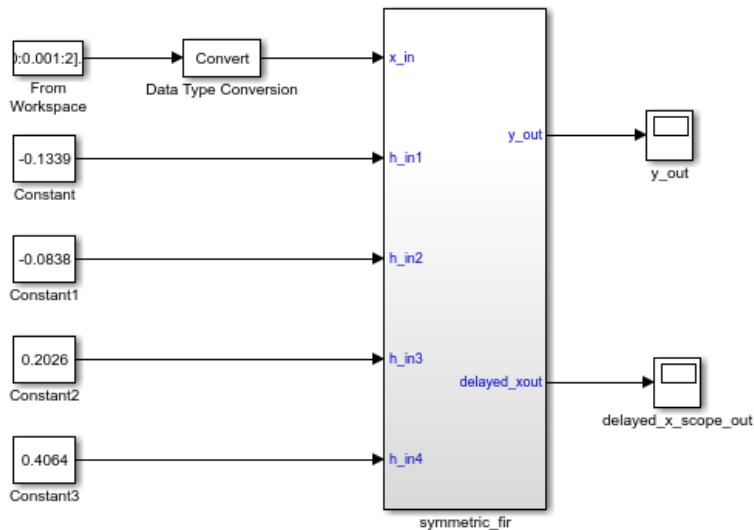 0:0.001:2].
From
Workspace
Convert
Data Type Conversion
x_in
-0.1339
Constant
h_in1
y_out
y_out
-0.0838
Constant1
h_in2
0.2026
Constant2
h_in3
delayed_xout
delayed_x_scope_out
0.4064
Constant3
h_in4
symmetric_fir